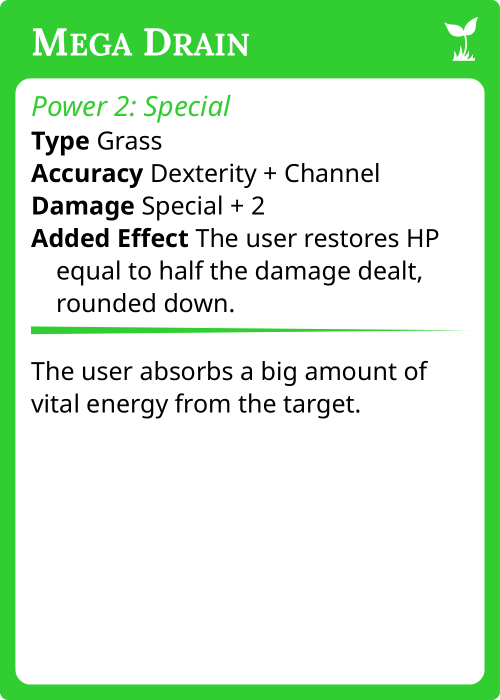 Mega Drain
Power 2: Special
Type Grass
Accuracy Dexterity + Channel
Damage Special + 2
Added Effect The user restores HP
equal to half the damage dealt,
rounded down.
The user absorbs a big amount of
vital energy from the target.